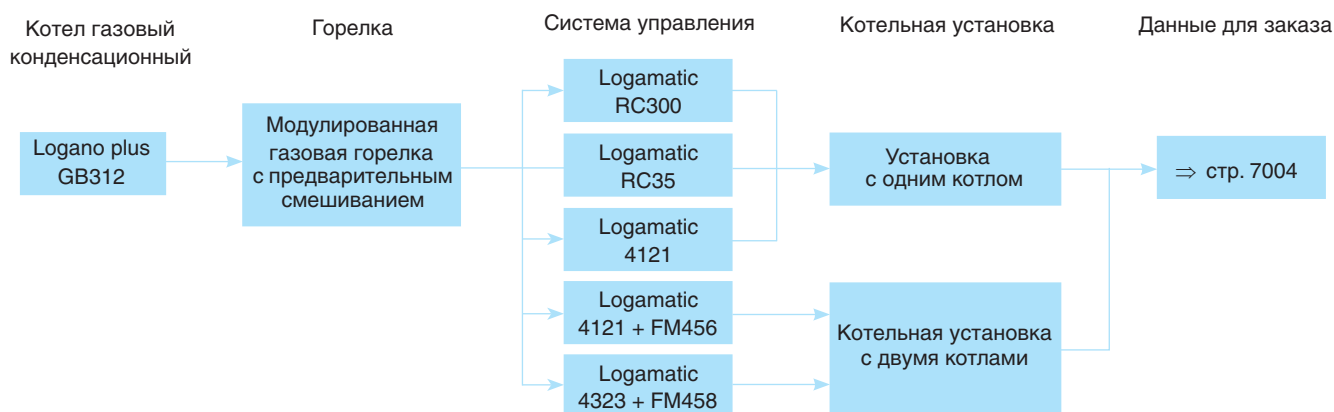 Котел газовый
конденсационный
Горелка
Система управления
Котельная установка
Данные для заказа
Logano plus
GB312
Модулированная
газовая горелка
с предварительным
смешиванием
Logamatic
RC300
Logamatic
RC35
Logamatic
4121
Logamatic
4121 + FM456
Logamatic
4323 + FM458
Установка
с одним котлом
Котельная установка
с двумя котлами
⇒ стр. 7004